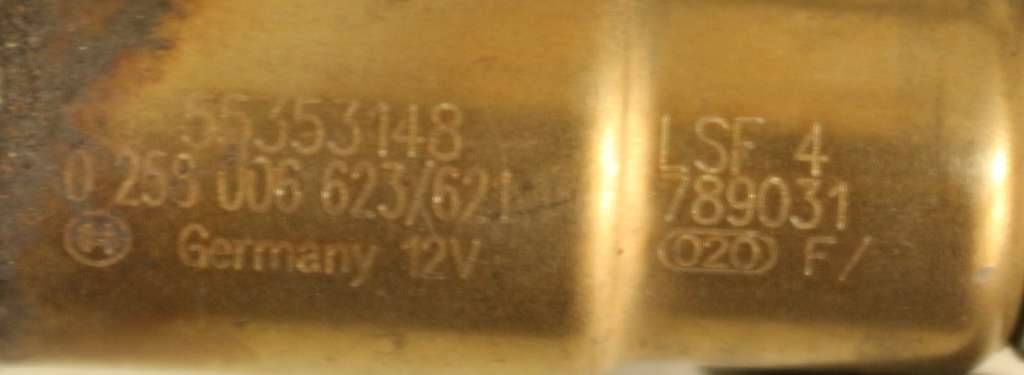 55353148
0 258 006 623/621
Germany 12V
LSF 4
789031
020 F/